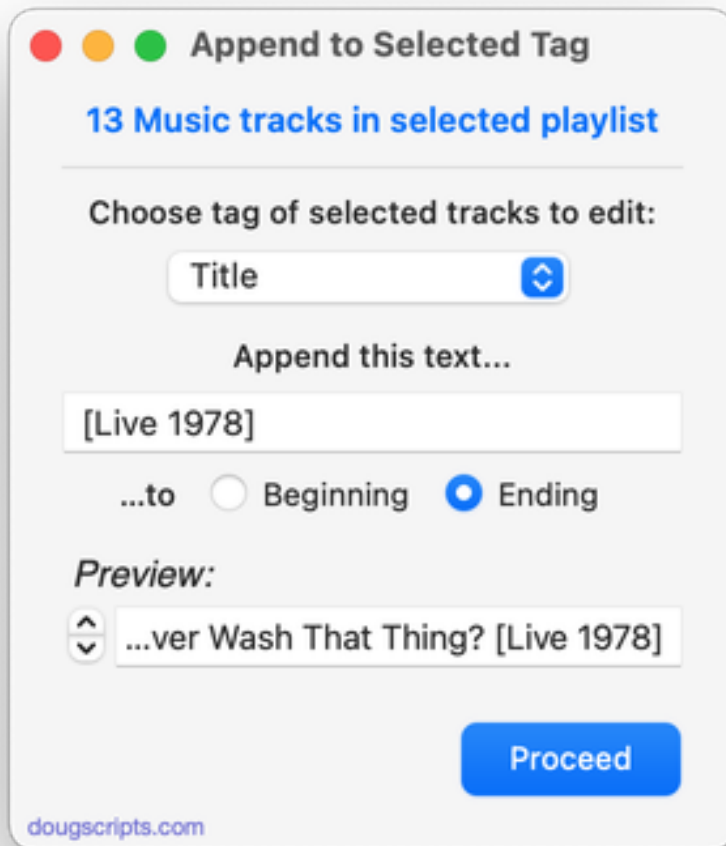 Append to Selected Tag
13 Music tracks in selected playlist
Choose tag of selected tracks to edit:
Title
Append this text...
[Live 1978]
...to Beginning Ending
Preview:
...ver Wash That Thing? [Live 1978]
Proceed
dougscripts.com